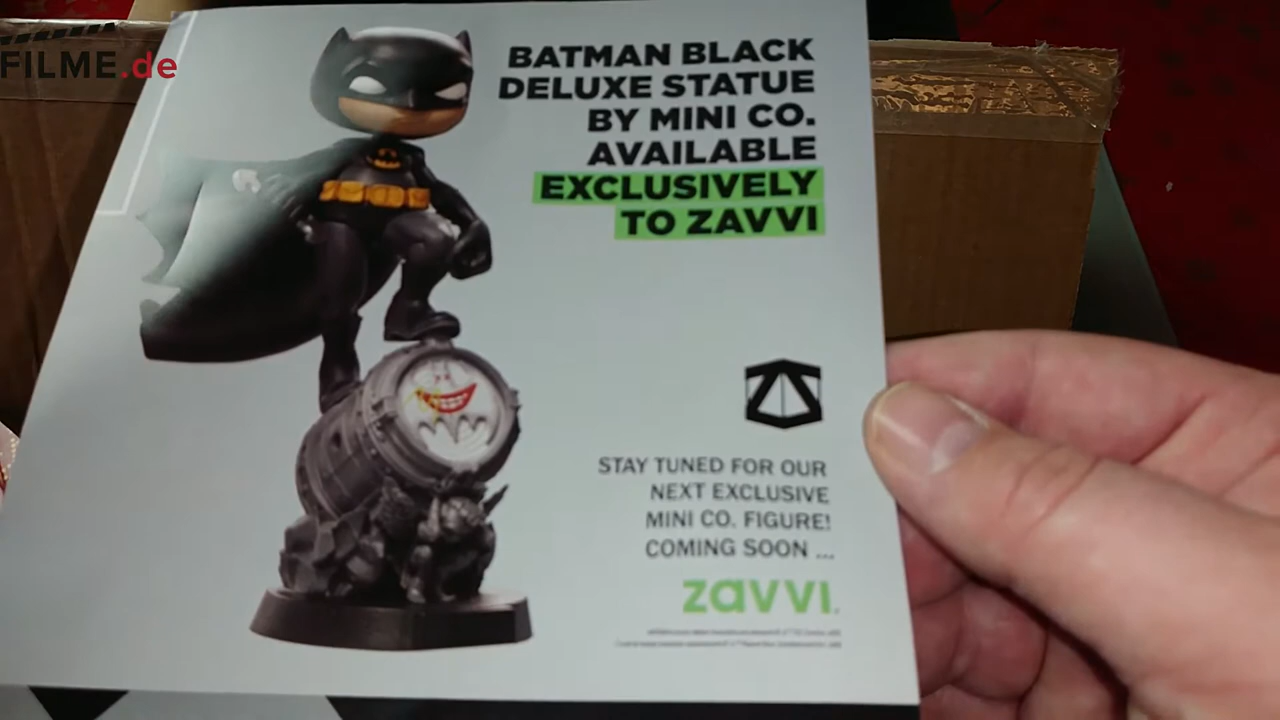 FILME.de
BATMAN BLACK
DELUXE STATUE
BY MINI CO.
AVAILABLE
EXCLUSIVELY
TO ZAVVI
STAY TUNED FOR OUR
NEXT EXCLUSIVE
MINI CO. FIGURE!
COMING SOON ...
zavvi.